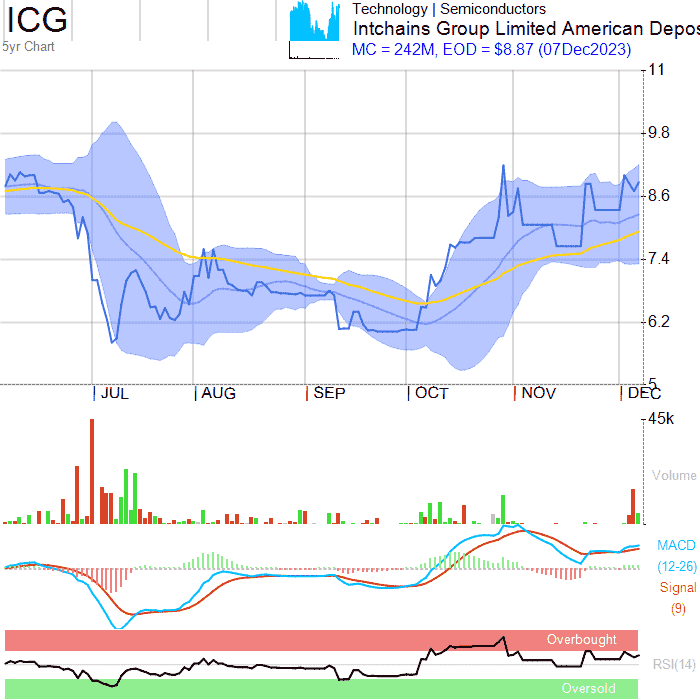 ICG
5yr Chart
Technology | Semiconductors
Intchains Group Limited American Depos
MC = 242M, EOD = $8.87 (07Dec2023)
11
9.8
8.6
7.4
6.2
5
JUL AUG SEP OCT NOV DEC
45k
Volume
MACD
(12-26)
Signal
(9)
Overbought
RSI(14)
Oversold